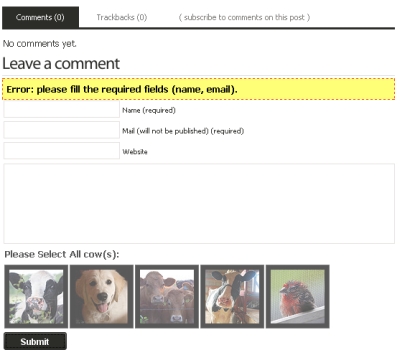 Comments (0) Trackbacks (0) ( subscribe to comments on this post )
No comments yet.
Leave a comment
Error: please fill the required fields (name, email).
Name (required)
Mail (will not be published) (required)
Website
Please Select All cow(s):
Submit